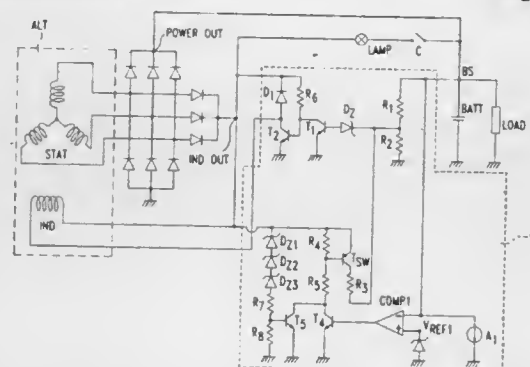 ALT
POWER OUT
LAMP
C
BS
D1
R6
R1
BATT
LOAD
T2
T1
D2
R2
IND OUT
STAT
IND
DZ1
DZ2
DZ3
R4
TSW
R5
R3
COMP1
R7
R8
T5
T4
VREF1
A1